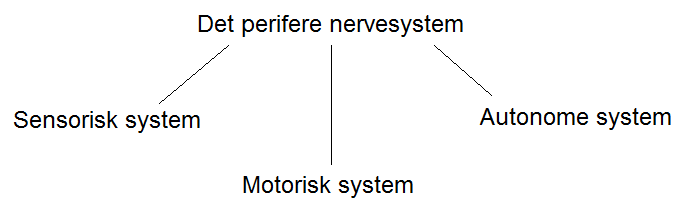 Det perifere nervesystem
Sensorisk system
Autonome system
Motorisk system